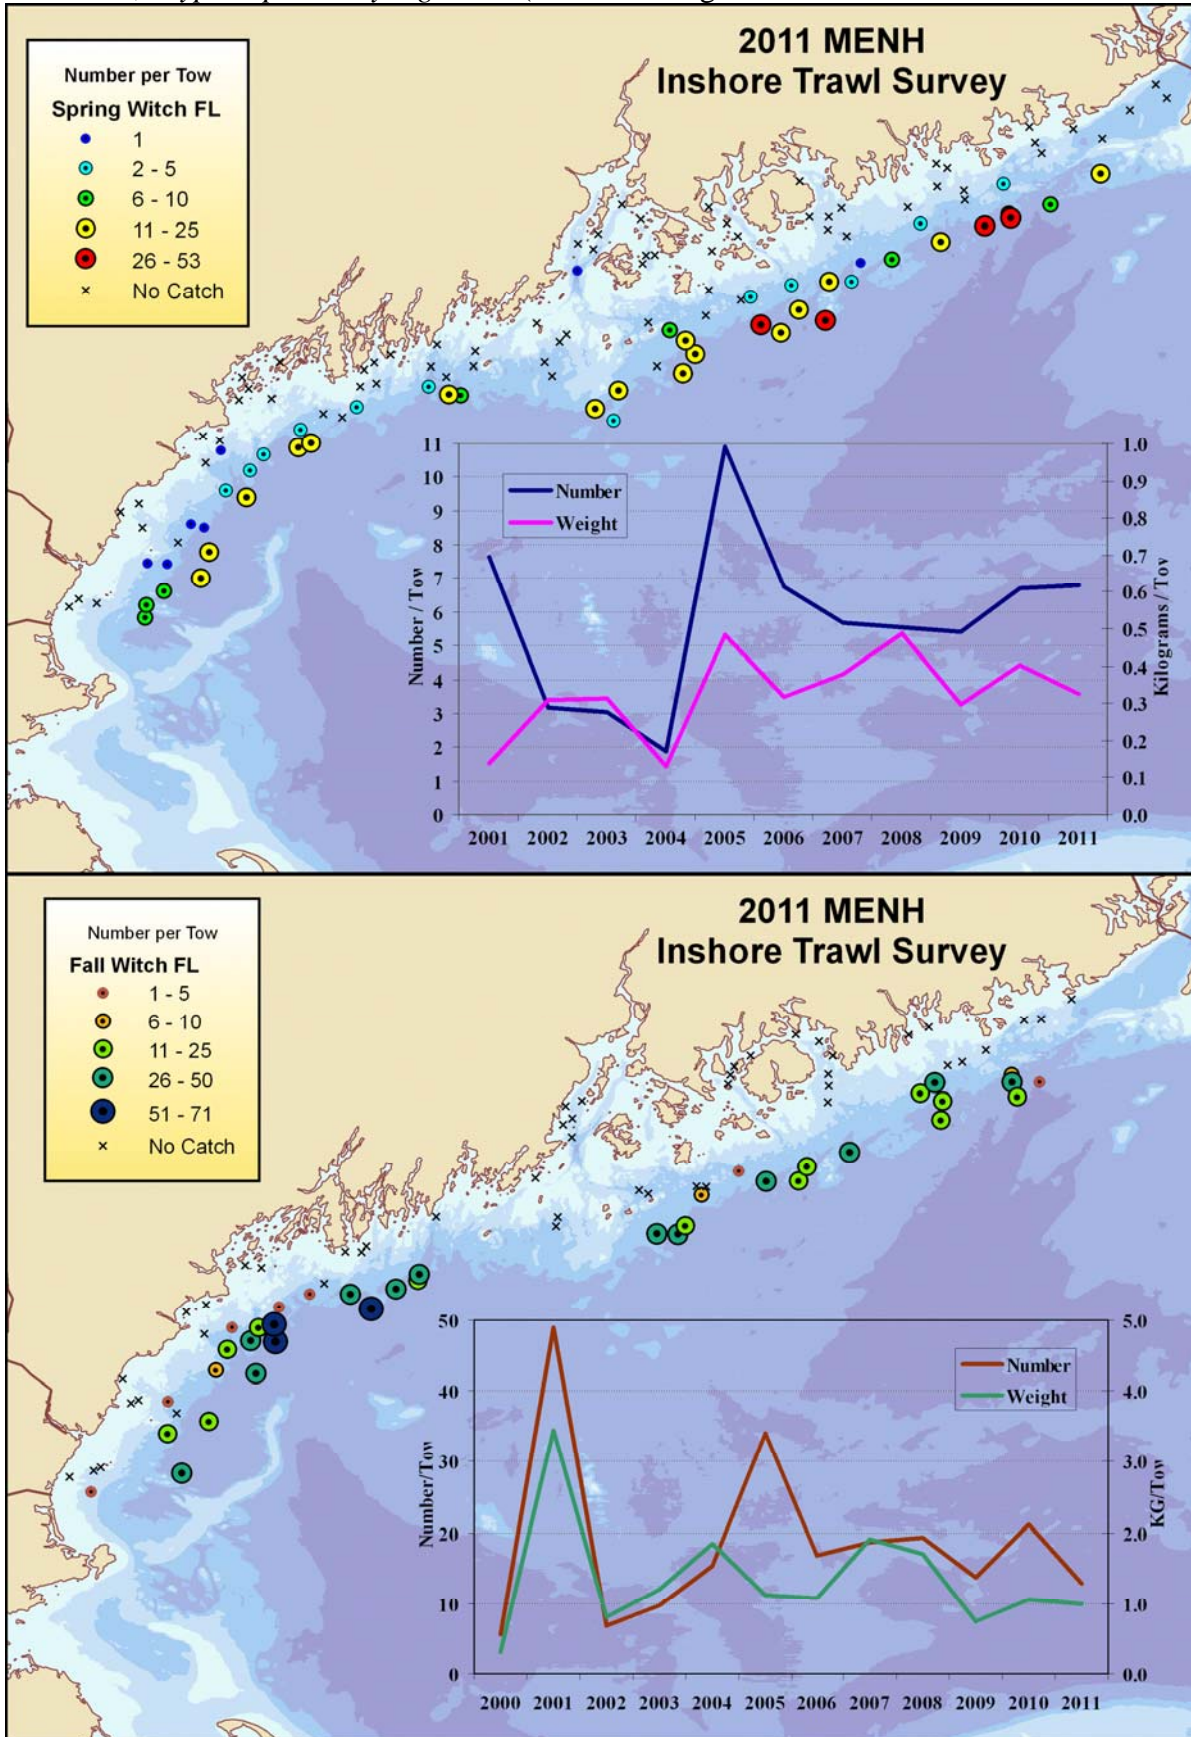 2011 MENH
Inshore Trawl Survey
Number per Tow
Spring Witch FL
1
2 - 5
6 - 10
11 - 25
26 - 53
No Catch
11
10
9
8
7
6
5
4
3
2
1
0
Number / Tow
Number
Weight
1.0
0.9
0.8
0.7
0.6
0.5
0.4
0.3
0.2
0.1
0.0
Kilograms / Tow
2001 2002 2003 2004 2005 2006 2007 2008 2009 2010 2011
2011 MENH
Inshore Trawl Survey
Number per Tow
Fall Witch FL
1 - 5
6 - 10
11 - 25
26 - 50
51 - 71
No Catch
50
40
30
20
10
0
Number/Tow
Number
Weight
5.0
4.0
3.0
2.0
1.0
0.0
KG/Tow
2000 2001 2002 2003 2004 2005 2006 2007 2008 2009 2010 2011